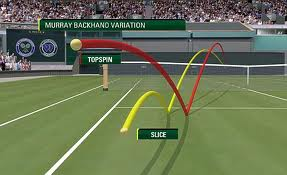 MURRAY BACKHAND VARIATION
TOPSPIN
SLICE